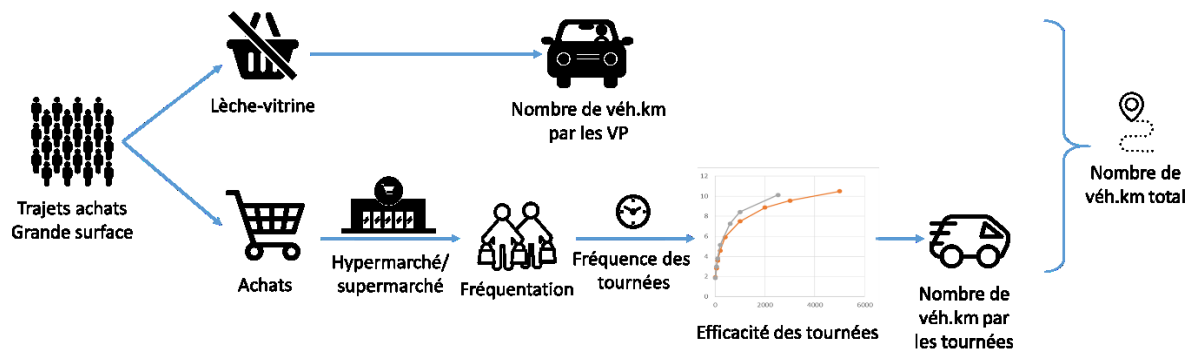 Lèche-vitrine
Nombre de véh.km
par les VP
Trajets achats
Grande surface
Achats
Hypermarché/
supermarché
Fréquentation
Fréquence des
tournées
12
10
8
6
4
2
0
0
2000
4000
6000
Efficacité des tournées
Nombre de
véh.km par
les tournées
Nombre de
véh.km total